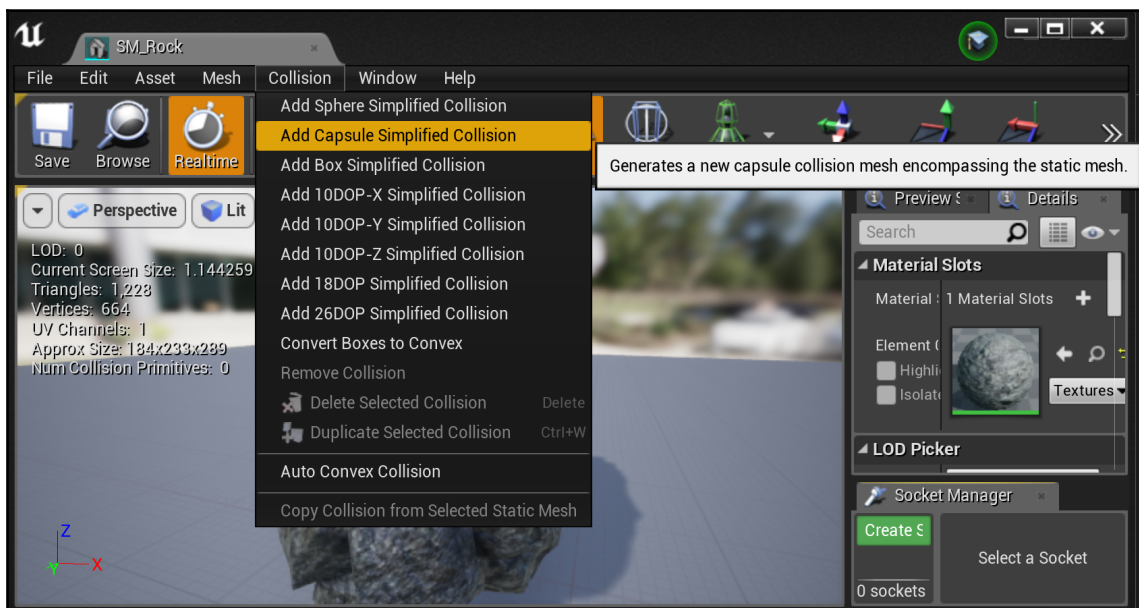 SM_Rock
File Edit Asset Mesh Collision Window Help
Save Browse Realtime
Add Sphere Simplified Collision
Add Capsule Simplified Collision
Generates a new capsule collision mesh encompassing the static mesh.
Add Box Simplified Collision
Add 10DOP-X Simplified Collision
Add 10DOP-Y Simplified Collision
Add 10DOP-Z Simplified Collision
Add 18DOP Simplified Collision
Add 26DOP Simplified Collision
Convert Boxes to Convex
Remove Collision
Delete Selected Collision Delete
Duplicate Selected Collision Ctrl+W
Auto Convex Collision
Copy Collision from Selected Static Mesh
Perspective Lit
LOD: 0
Current Screen Size: 1.144259
Triangles: 1,228
Vertices: 664
UV Channels: 1
Approx Size: 184x233x289
Num Collision Primitives: 0
Z
X
Y
Preview S Details
Search
Material Slots
Material 1 Material Slots
Element
Highli
Isolat
Textures
LOD Picker
Socket Manager
Create S
Select a Socket
0 sockets